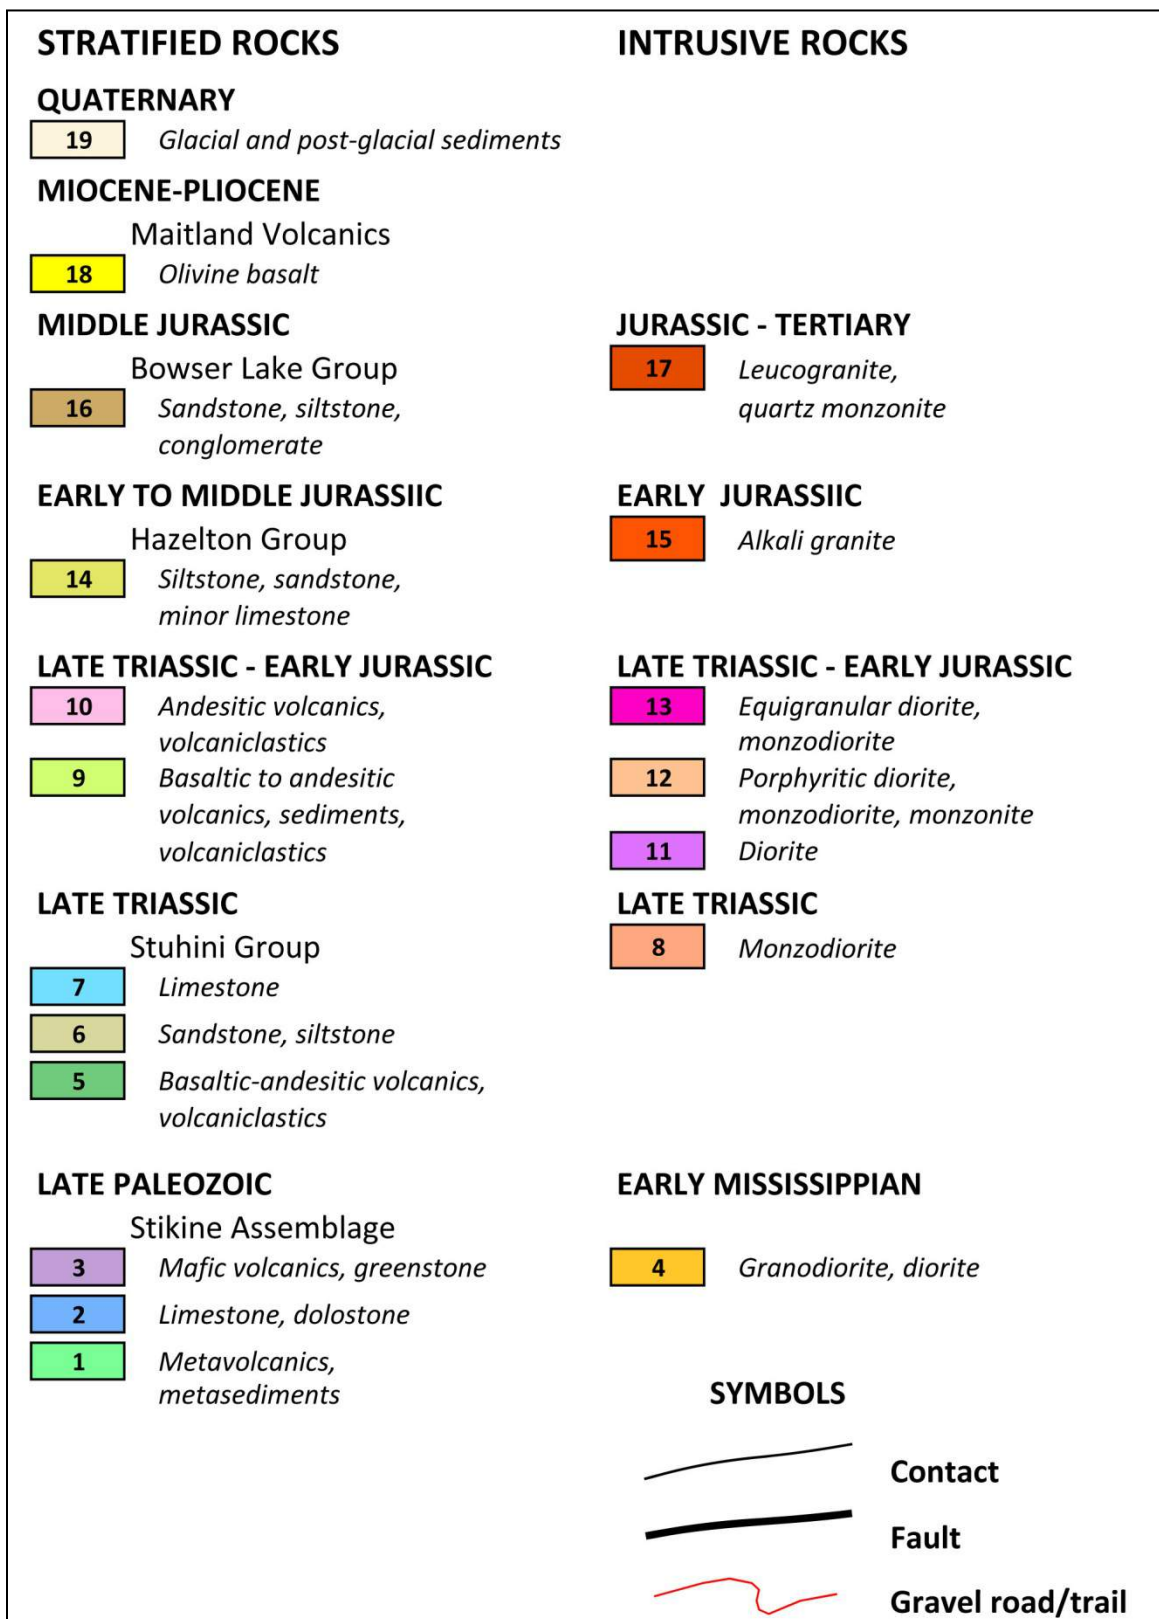 STRATIFIED ROCKS
QUATERNARY
19 Glacial and post-glacial sediments
MIOCENE-PLIOCENE
Maitland Volcanics
18 Olivine basalt
MIDDLE JURASSIC
Bowser Lake Group
16 Sandstone, siltstone,
conglomerate
EARLY TO MIDDLE JURASSIIC
Hazelton Group
14 Siltstone, sandstone,
minor limestone
LATE TRIASSIC - EARLY JURASSIC
10 Andesitic volcanics,
volcaniclastics
9 Basaltic to andesitic
volcanics, sediments,
volcaniclastics
LATE TRIASSIC
Stuhini Group
7 Limestone
6 Sandstone, siltstone
5 Basaltic-andesitic volcanics,
volcaniclastics
LATE PALEOZOIC
Stikine Assemblage
3 Mafic volcanics, greenstone
2 Limestone, dolostone
1 Metavolcanics,
metasediments
INTRUSIVE ROCKS
JURASSIC - TERTIARY
17 Leucogranite,
quartz monzonite
EARLY JURASSIIC
15 Alkali granite
LATE TRIASSIC - EARLY JURASSIC
13 Equigranular diorite,
monzodiorite
12 Porphyritic diorite,
monzodiorite, monzonite
11 Diorite
LATE TRIASSIC
8 Monzodiorite
EARLY MISSISSIPPIAN
4 Granodiorite, diorite
SYMBOLS
Contact
Fault
Gravel road/trail